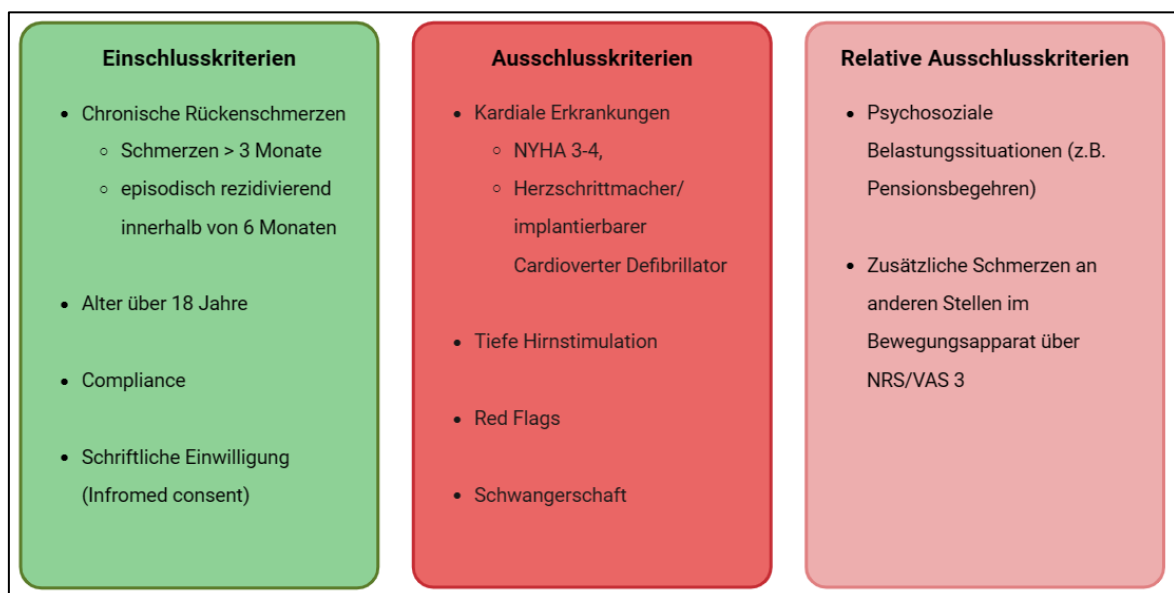 Einschlusskriterien
• Chronische Rückenschmerzen
○ Schmerzen > 3 Monate
○ episodisch rezidivierend
innerhalb von 6 Monaten
• Alter über 18 Jahre
• Compliance
• Schriftliche Einwilligung
(Infromed consent)
Ausschlusskriterien
• Kardiale Erkrankungen
○ NYHA 3-4,
○ Herzschrittmacher/
implantierbarer
Cardioverter Defibrillator
• Tiefe Hirnstimulation
• Red Flags
• Schwangerschaft
Relative Ausschlusskriterien
• Psychosoziale
Belastungssituationen (z.B.
Pensionsbegehren)
• Zusätzliche Schmerzen an
anderen Stellen im
Bewegungsapparat über
NRS/VAS 3